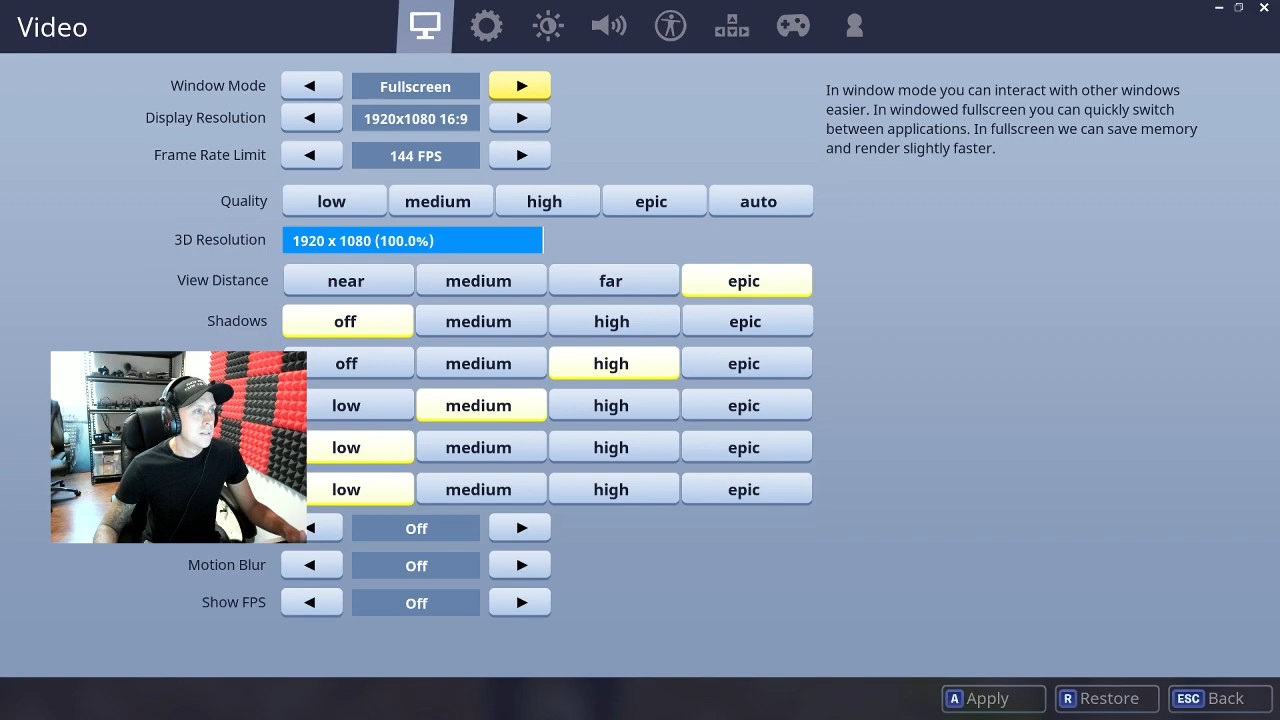 Video
Window Mode Fullscreen
Display Resolution 1920x1080 16:9
Frame Rate Limit 144 FPS
Quality low medium high epic auto
3D Resolution 1920 x 1080 (100.0%)
View Distance near medium far epic
Shadows off medium high epic
off medium high epic
low medium high epic
low medium high epic
low medium high epic
Off
Motion Blur Off
Show FPS Off
In window mode you can interact with other windows
easier. In windowed fullscreen you can quickly switch
between applications. In fullscreen we can save memory
and render slightly faster.
A Apply R Restore ESC Back